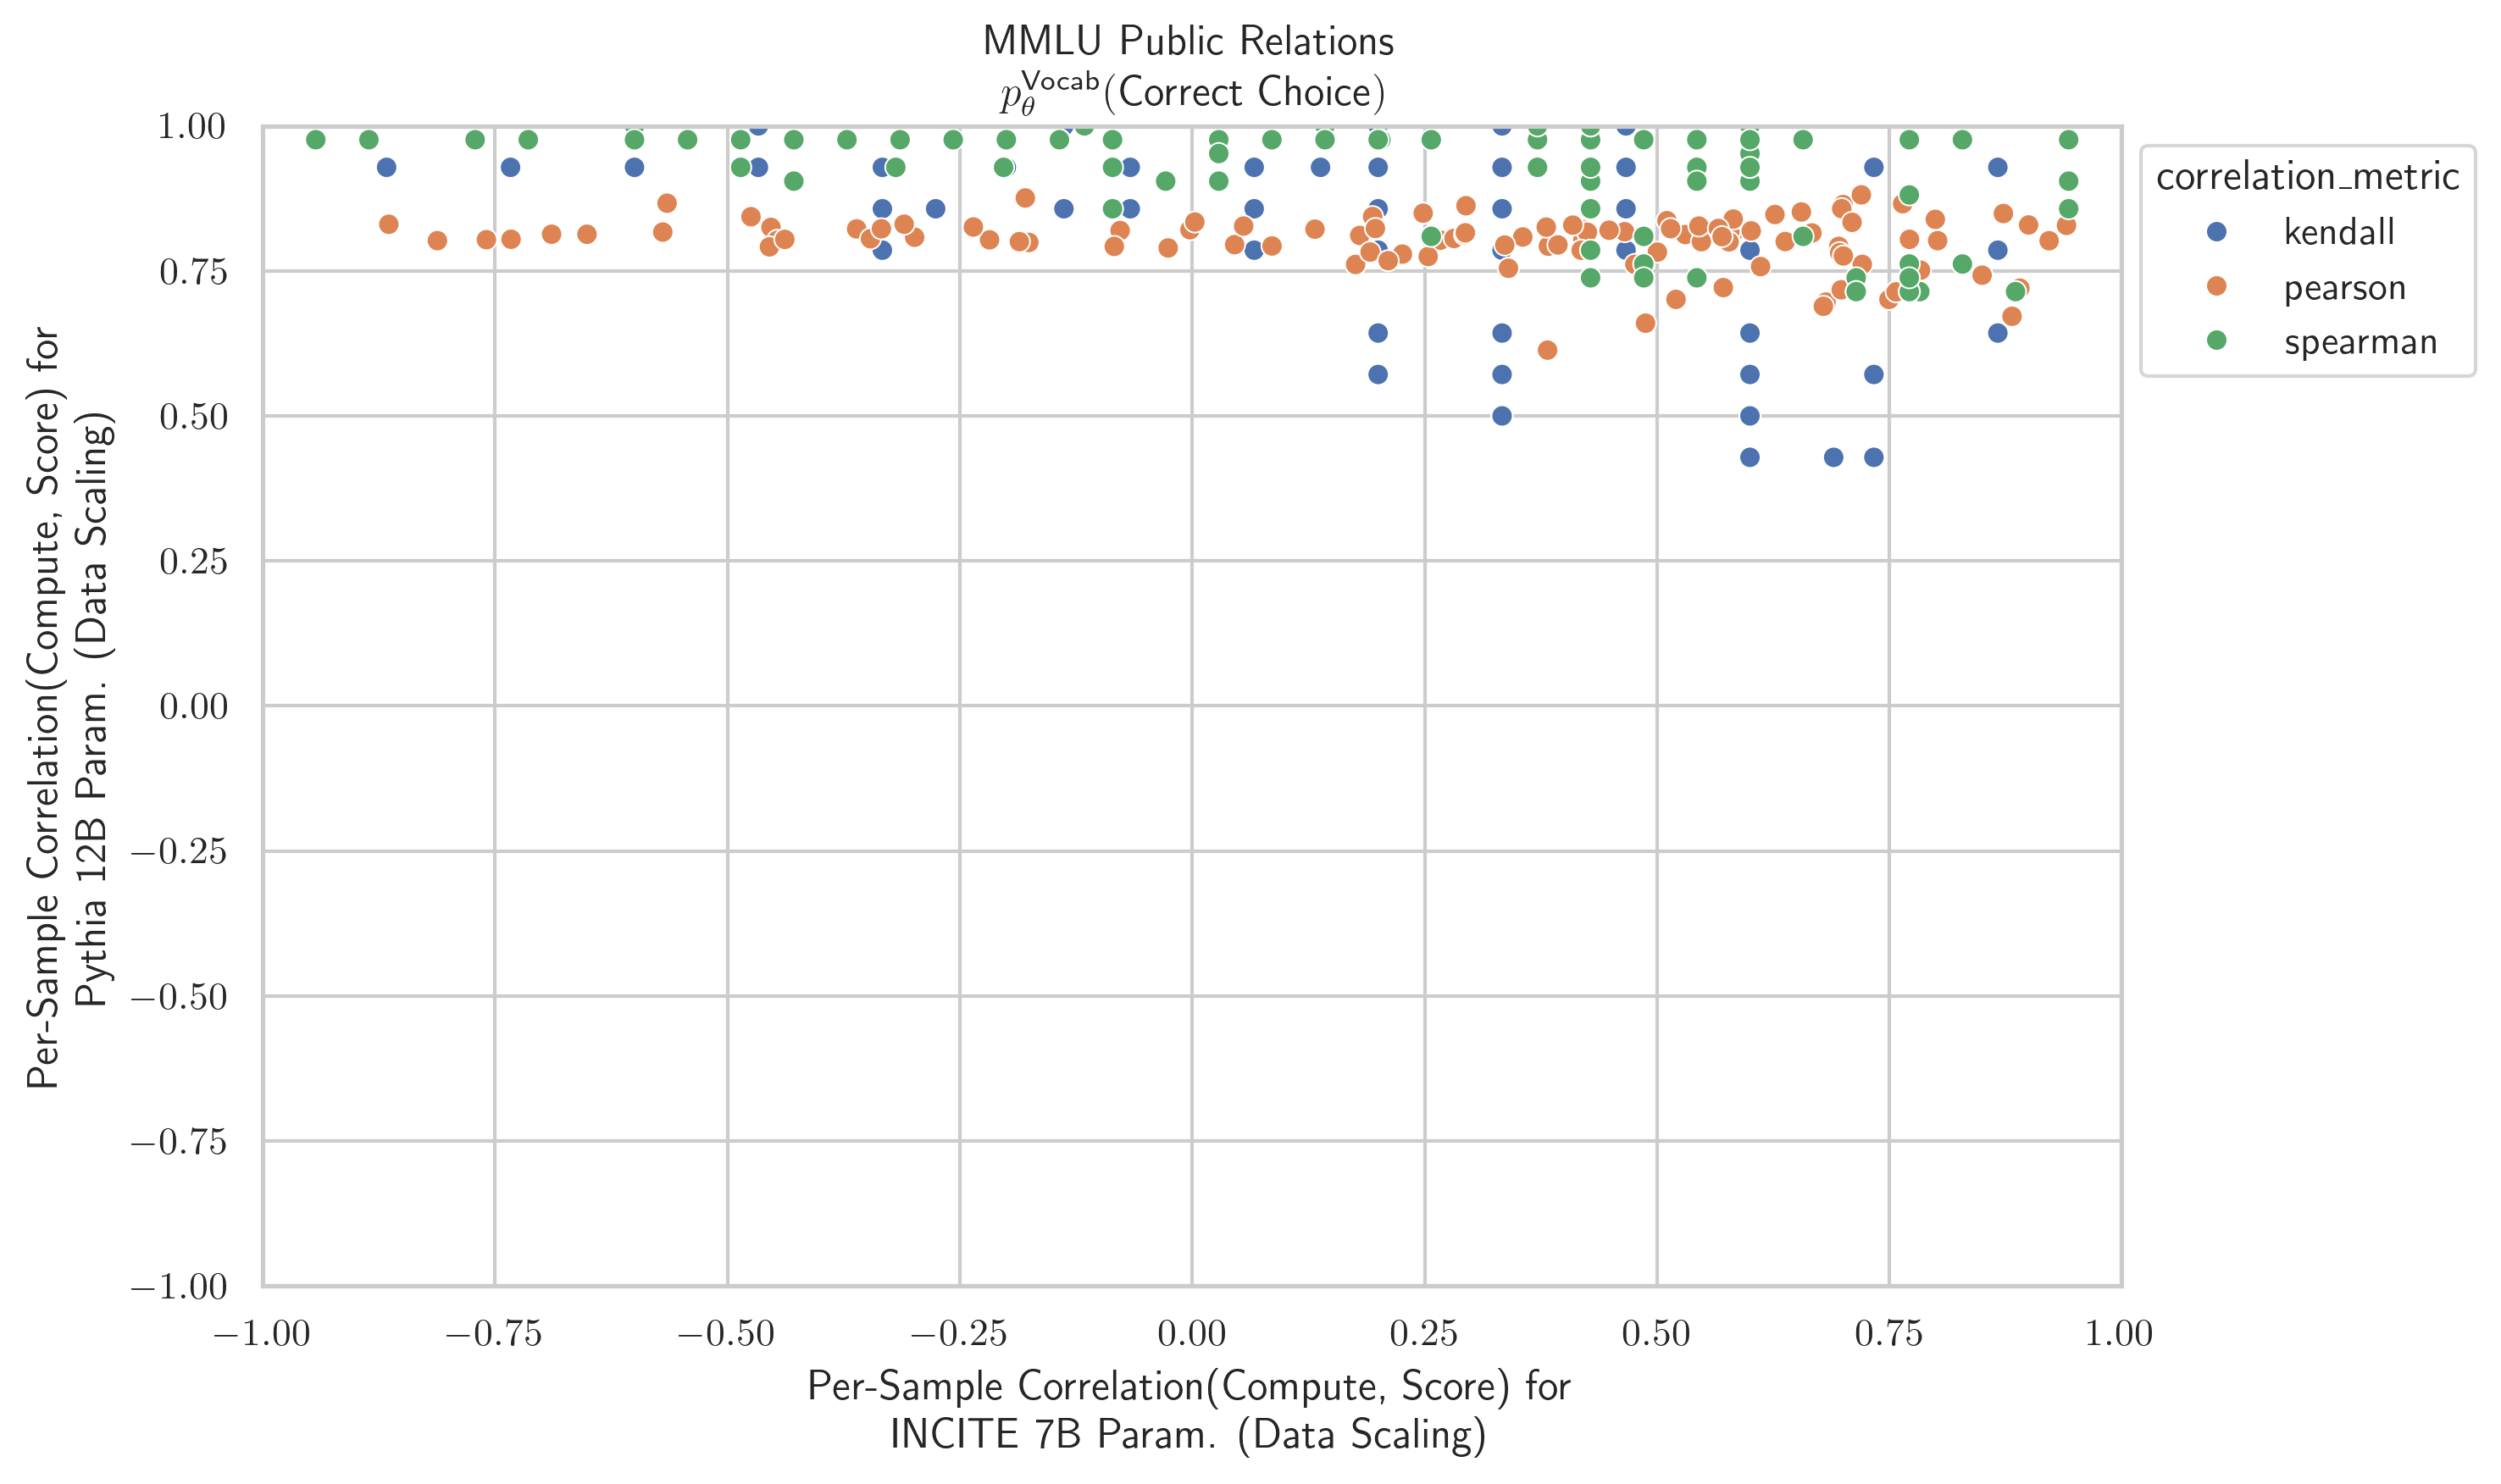 MMLU Public Relations
p_θ^Vocab(Correct Choice)
1.00
0.75
0.50
0.25
0.00
−0.25
−0.50
−0.75
−1.00
Per-Sample Correlation(Compute, Score) for
Pythia 12B Param. (Data Scaling)
−1.00
−0.75
−0.50
−0.25
0.00
0.25
0.50
0.75
1.00
Per-Sample Correlation(Compute, Score) for
INCITE 7B Param. (Data Scaling)
correlation_metric
kendall
pearson
spearman